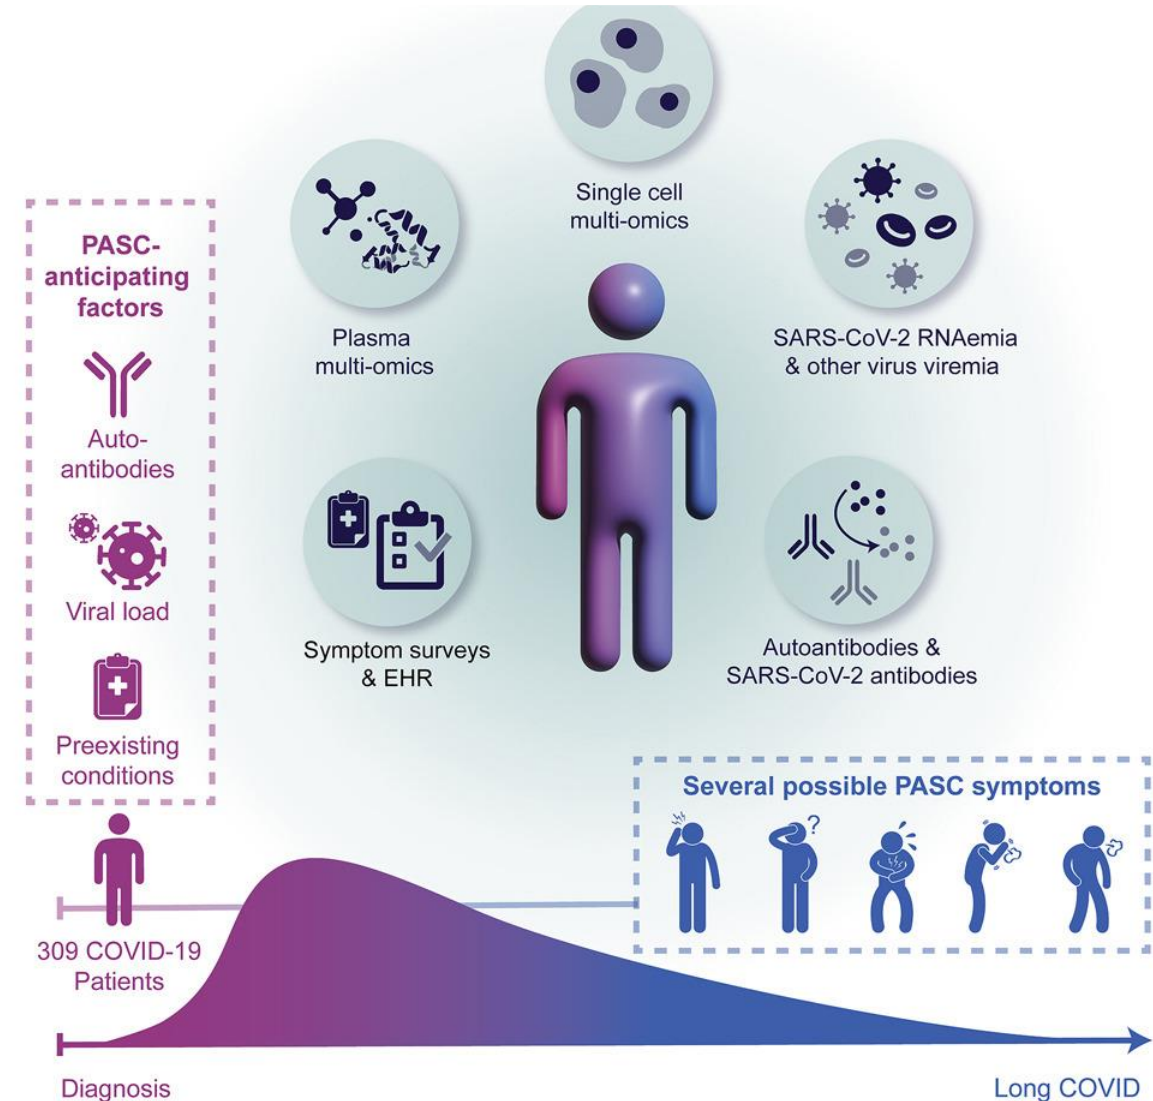 Single cell
multi-omics
Plasma
multi-omics
SARS-CoV-2 RNAemia
& other virus viremia
PASC-
anticipating
factors
Auto-
antibodies
Viral load
Preexisting
conditions
Symptom surveys
& EHR
Autoantibodies &
SARS-CoV-2 antibodies
Several possible PASC symptoms
?
309 COVID-19
Patients
Diagnosis
Long COVID